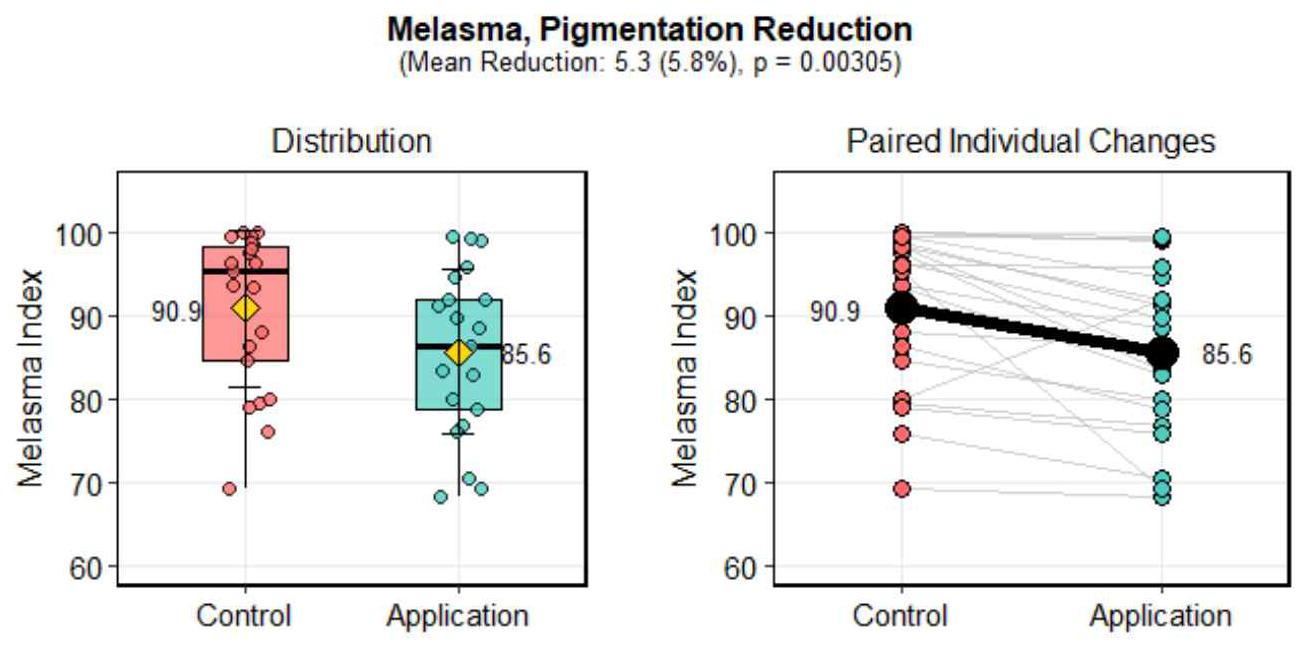 Melasma, Pigmentation Reduction
(Mean Reduction: 5.3 (5.8%), p = 0.00305)
Distribution
Melasma Index
100
90
80
70
60
90.9
85.6
Control
Application
Paired Individual Changes
Melasma Index
100
90
80
70
60
90.9
85.6
Control
Application